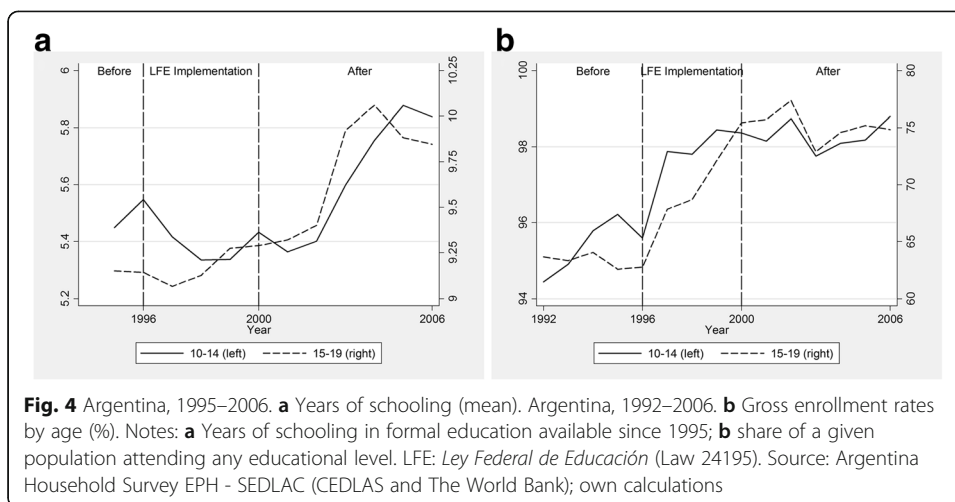 a
Before LFE Implementation After
6
5.8
5.6
5.4
5.2
10.25
10
9.75
9.5
9.25
9
1996 2000 2006
Year
10-14 (left) 15-19 (right)
b
Before LFE Implementation After
100
98
96
94
80
75
70
65
60
1992 1996 2000 2006
Year
10-14 (left) 15-19 (right)
Fig. 4 Argentina, 1995–2006. a Years of schooling (mean). Argentina, 1992–2006. b Gross enrollment rates
by age (%). Notes: a Years of schooling in formal education available since 1995; b share of a given
population attending any educational level. LFE: Ley Federal de Educación (Law 24195). Source: Argentina
Household Survey EPH - SEDLAC (CEDLAS and The World Bank); own calculations